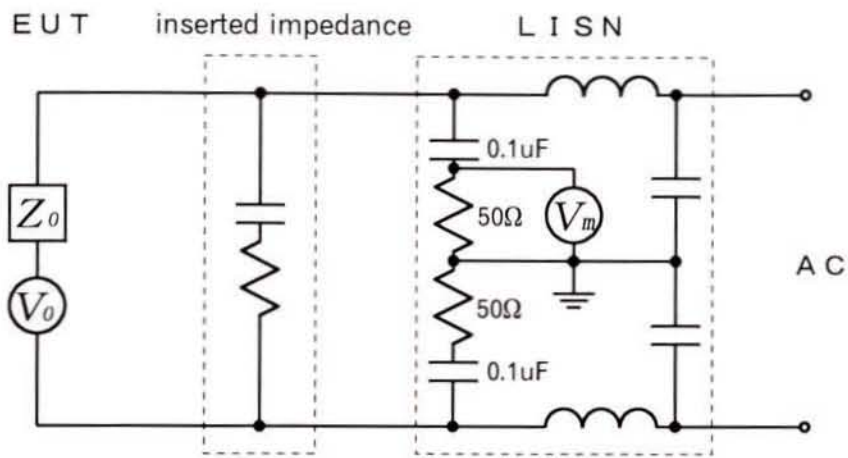 EUT inserted impedance LISN
0.1uF
Z0
50Ω
Vm
V0
AC
50Ω
0.1uF